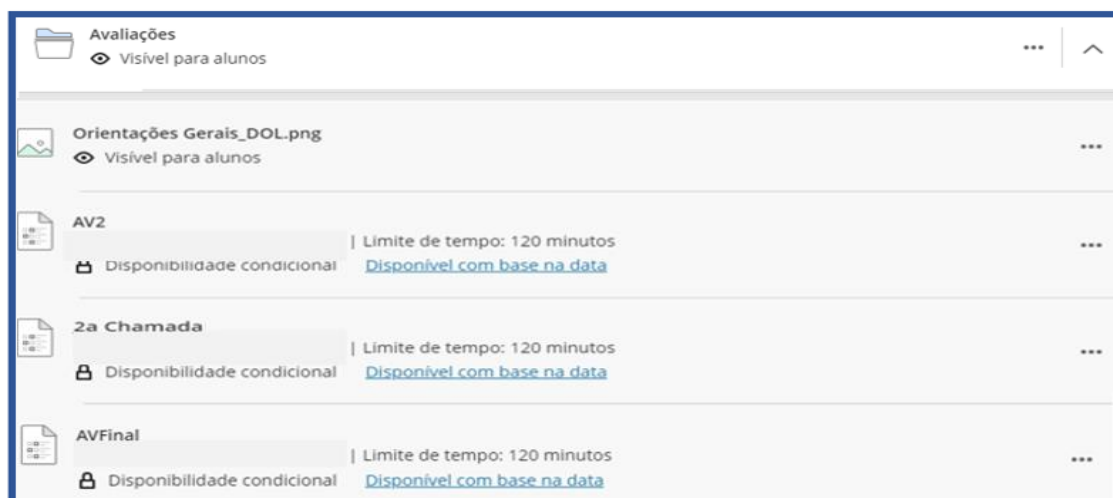 Avaliações
Visível para alunos
Orientações Gerais_DOL.png
Visível para alunos
AV2
| Limite de tempo: 120 minutos
Disponibilidade condicional Disponível com base na data
2a Chamada
| Limite de tempo: 120 minutos
Disponibilidade condicional Disponível com base na data
AVFinal
| Limite de tempo: 120 minutos
Disponibilidade condicional Disponível com base na data